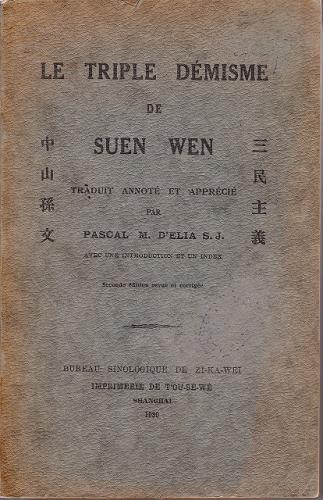 LE TRIPLE DÉMISME
DE
SUEN WEN
中山孫文
三民主義
TRADUIT ANNOTÉ ET APPRÉCIÉ
PAR
PASCAL M. D'ELIA S. J.
AVEC UNE INTRODUCTION ET UN INDEX
Seconde édition revue et corrigée
BUREAU SINOLOGIQUE DE ZI-KA-WEI
IMPRIMERIE DE T'OU-SÈ-WÈ
SHANGHAI
1930